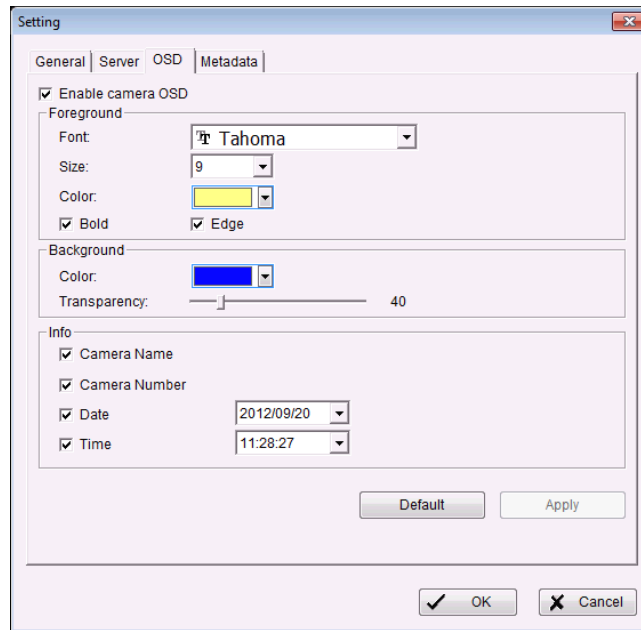 Setting
General Server OSD Metadata
Enable camera OSD
Foreground
Font: Tahoma
Size: 9
Color:
Bold Edge
Background
Color:
Transparency: 40
Info
Camera Name
Camera Number
Date 2012/09/20
Time 11:28:27
Default Apply
OK Cancel